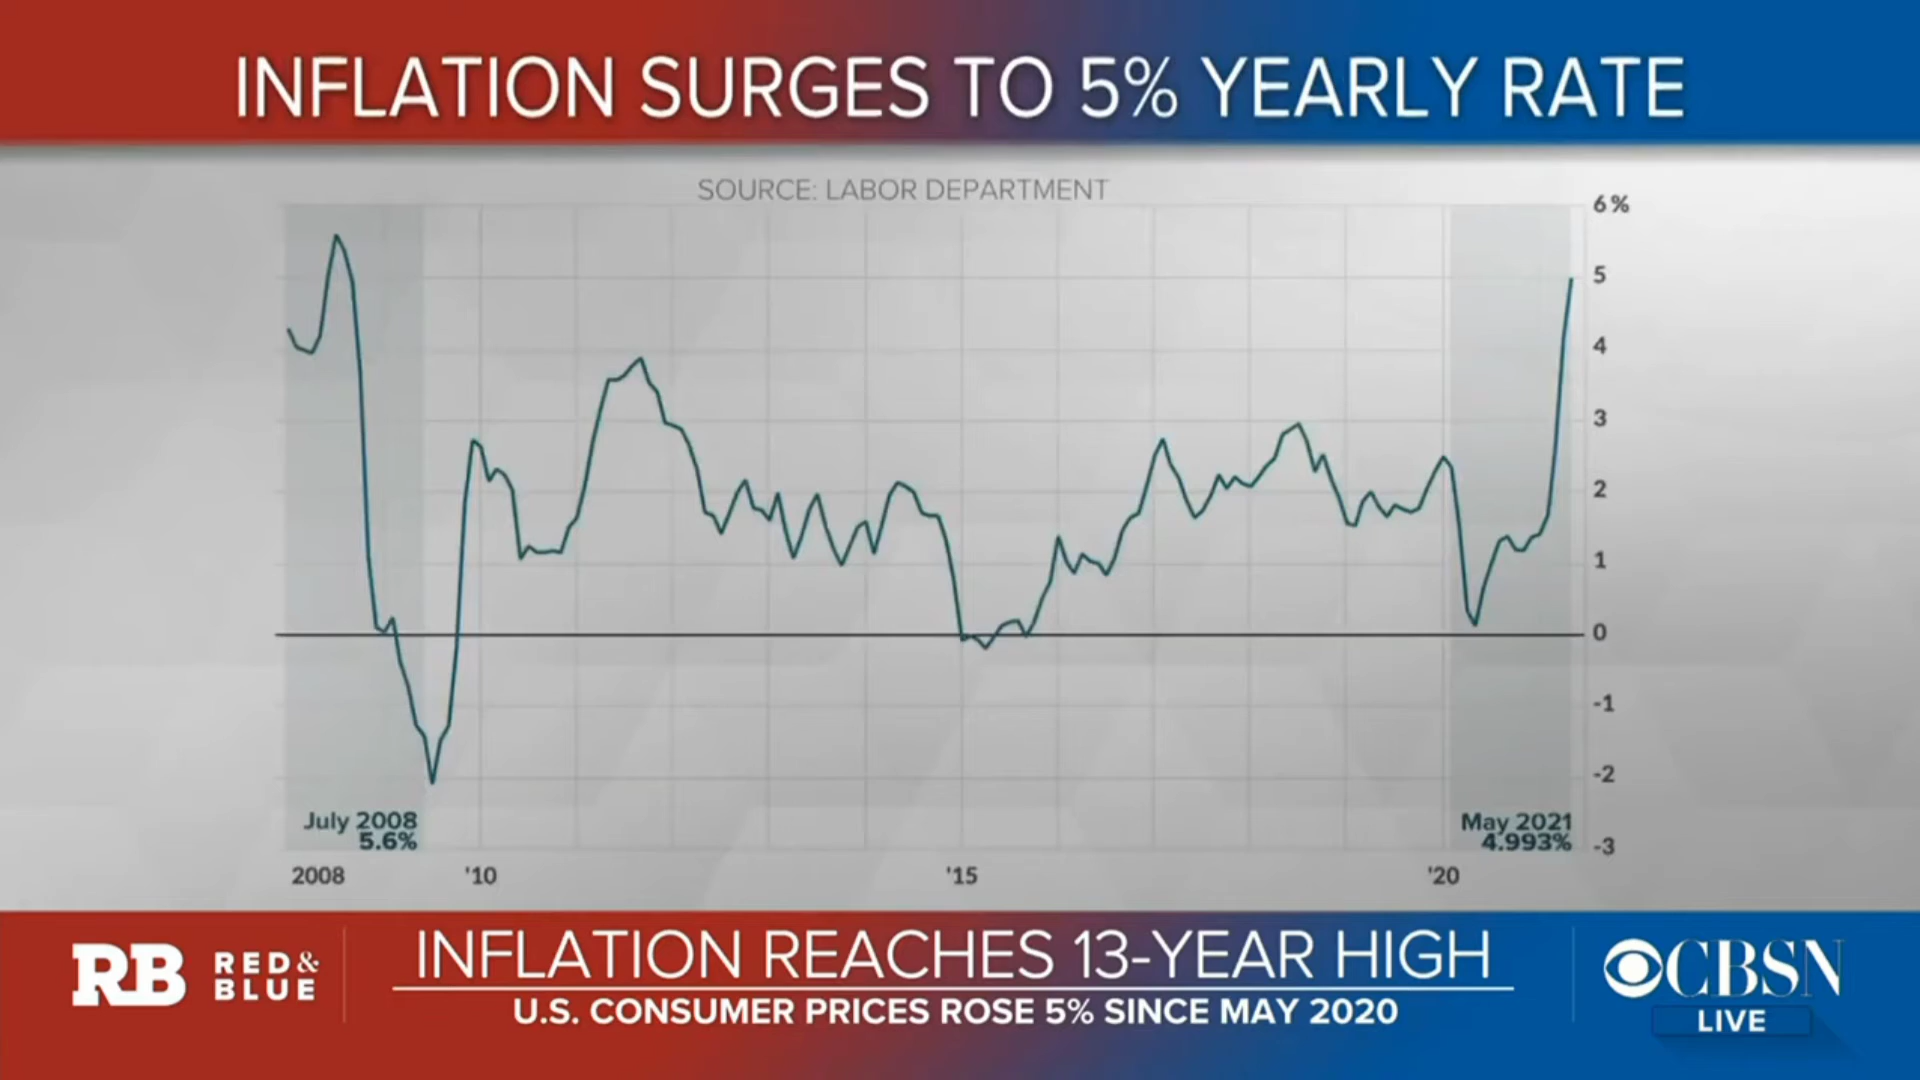 INFLATION SURGES TO 5% YEARLY RATE
SOURCE: LABOR DEPARTMENT
6%
5
4
3
2
1
0
-1
-2
-3
July 2008
5.6%
May 2021
4.993%
2008 '10 '15 '20
RB RED & BLUE
INFLATION REACHES 13-YEAR HIGH
U.S. CONSUMER PRICES ROSE 5% SINCE MAY 2020
CBSN
LIVE